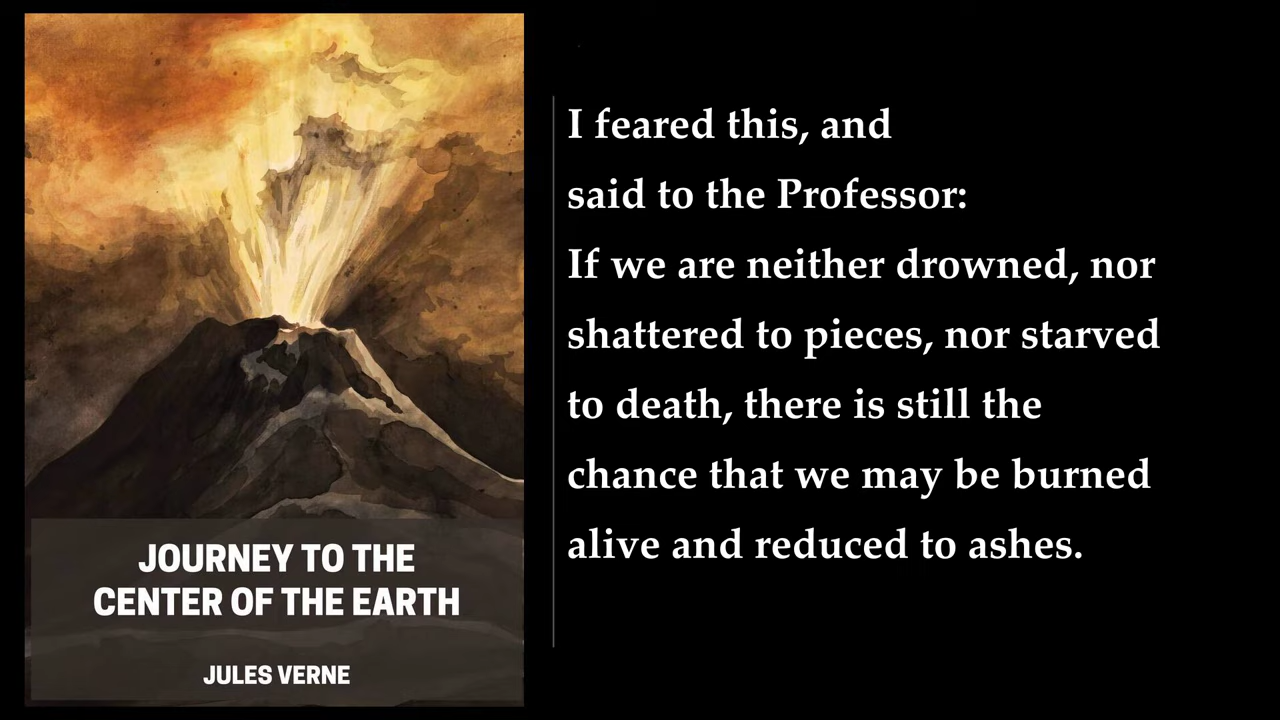 JOURNEY TO THE
CENTER OF THE EARTH
JULES VERNE
I feared this, and
said to the Professor:
If we are neither drowned, nor
shattered to pieces, nor starved
to death, there is still the
chance that we may be burned
alive and reduced to ashes.